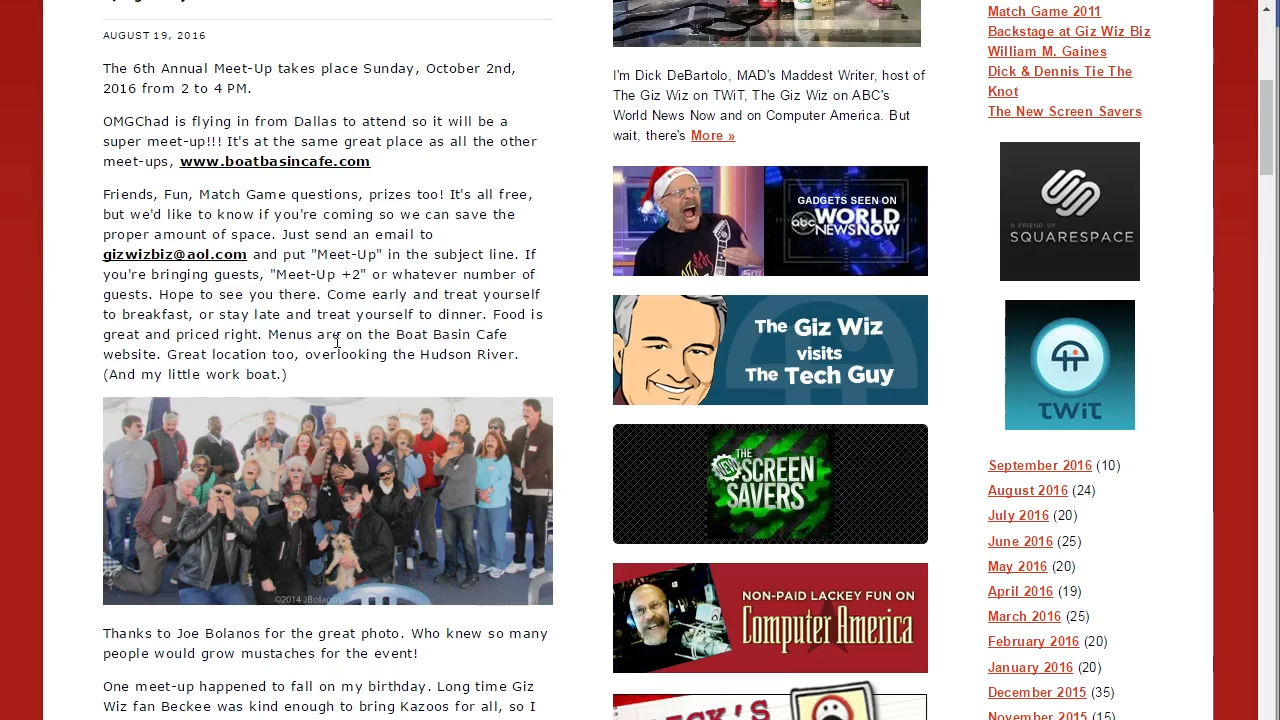 AUGUST 29, 2016
The 6th Annual Meet-Up takes place Sunday, October 2nd,
2016 from 2 to 4 PM.
OMGChad is flying in from Dallas, Texas and so it will be a
super meet-up!!! It's at the same great place as all the other
meet-ups, www.boatbasincafe.com
Friends, fun, Match Game questions, prizes too! It's all free,
but we need to know if you're coming so we can save the
proper amount of space. Just send an email to
gizwizbiz@aol.com and put "Meet-Up" in the subject line. If
you're bringing guests, "Meet-Up +2" or whatever number of
guests. Hope to see you there. Come early and treat yourself
to breakfast, or stay late and treat yourself to dinner. Food is
priced right. Menus are on the Boat Basin Cafe
website. Great location too, overlooking the Hudson River.
(And my little work boat.)
©2014 JBolanos
Thanks to Joe Bolanos for the great photo. Who knew so many
people could grow mustaches for the event!
One meet-up happened to fall on my birthday. Long time Giz
Wiz JJ Bickee was kind enough to bring Kazoos for all, so I
I'm Dick DeBartolo, MAD's Maddest Writer, host of
The Giz Wiz on TWiT, The Giz Wiz on ABC's
World News Now and on Computer America. But
wait, there's More »
GADGETS SEEN ON
abc WORLD
NEWS NOW
The Giz Wiz
visits
The Tech Guy
THE
NEW SCREEN
SAVERS
NON-PAID LACKEY FUN ON
Computer America
DICK'S
Match Game 2011
Backstage at Giz Wiz Biz
William M. Gaines
Dick & Dennis Tie The
Knot
The New Screen Savers
A FRIEND OF
SQUARESPACE
TWiT
September 2016 (10)
August 2016 (24)
July 2016 (20)
June 2016 (25)
May 2016 (20)
April 2016 (19)
March 2016 (25)
February 2016 (20)
January 2016 (20)
December 2015 (35)
November 2015 (15)